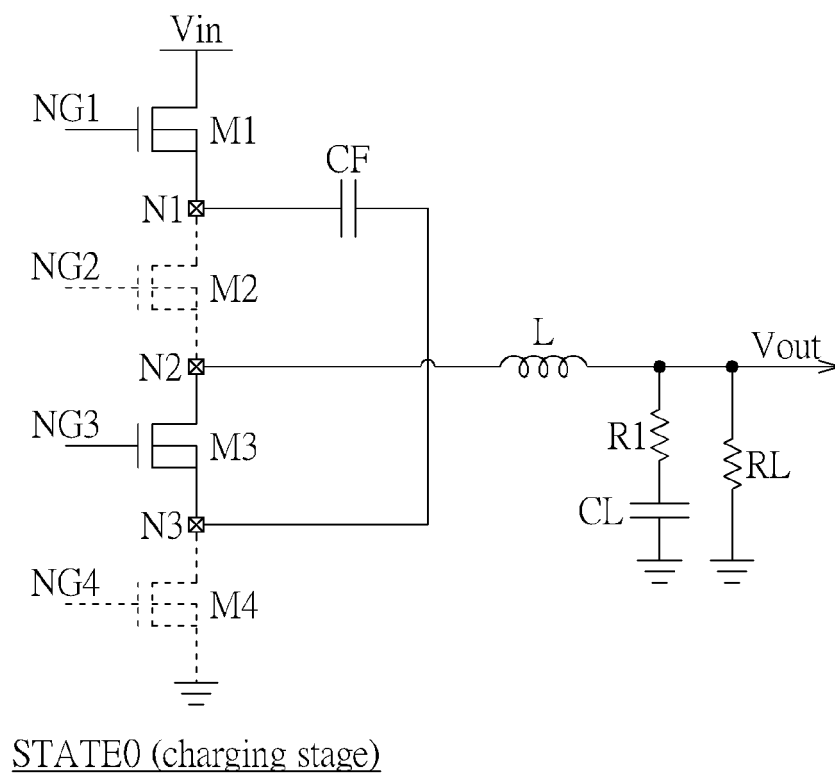 Vin
NG1
M1
CF
N1
NG2
M2
L
Vout
N2
NG3
M3
R1
RL
CL
N3
NG4
M4
STATE0 (charging stage)